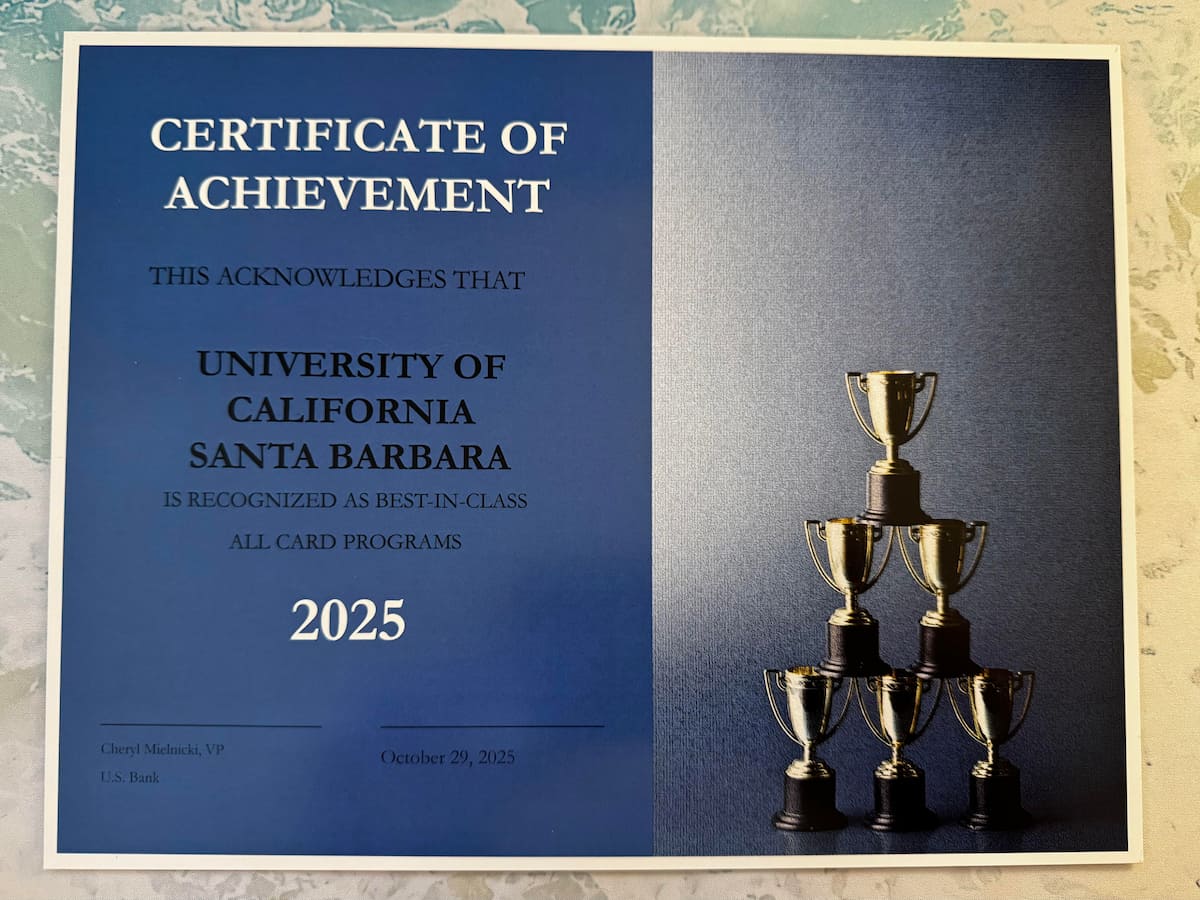 CERTIFICATE OF
ACHIEVEMENT
THIS ACKNOWLEDGES THAT
UNIVERSITY OF
CALIFORNIA
SANTA BARBARA
IS RECOGNIZED AS BEST-IN-CLASS
ALL CARD PROGRAMS
2025
Cheryl Mielnicki, VP
U.S. Bank
October 29, 2025